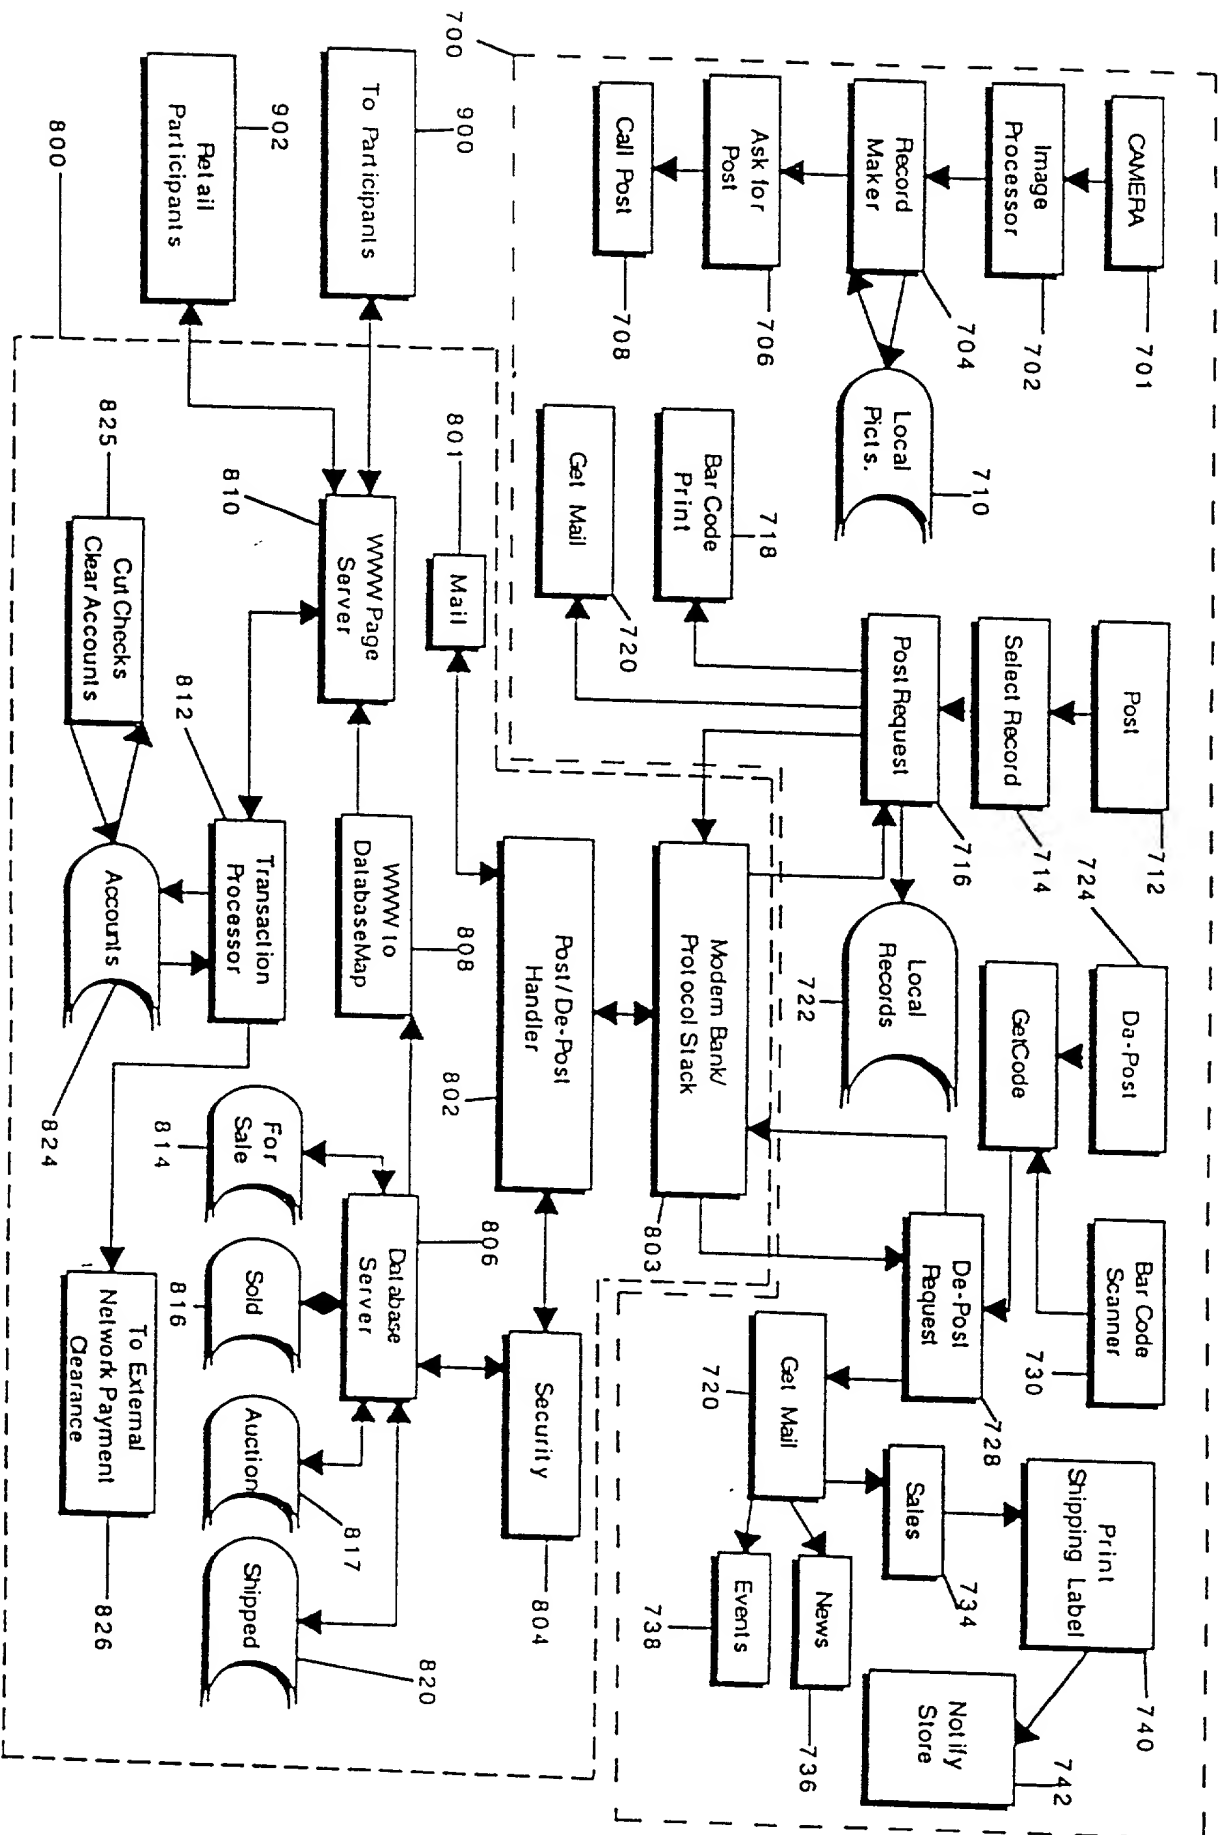 700
CAMERA
701
Image
Processor
702
Record
Maker
704
Ask for
Post
706
Call Post
708
Local
Picts.
710
Post
712
Select Record
714
Post Request
716
Bar Code
Print
718
Get Mail
720
Local
Records
722
724
Da-Post
GetCode
Bar Code
Scanner
730
De-Post
Request
728
Get Mail
720
Sales
734
News
736
Events
738
Print
Shipping Label
740
Notify
Store
742
To Participants
900
Retail
Participants
902
800
Mail
801
Modem Bank/
Protocol Stack
803
Post/De-Post
Handler
802
Security
804
WWW Page
Server
810
WWW to
DatabaseMap
808
Database
Server
806
Transaction
Processor
812
For
Sale
814
Sold
816
Auction
817
Shipped
820
Cut Checks
Clear Accounts
825
Accounts
824
To External
Network Payment
Clearance
826